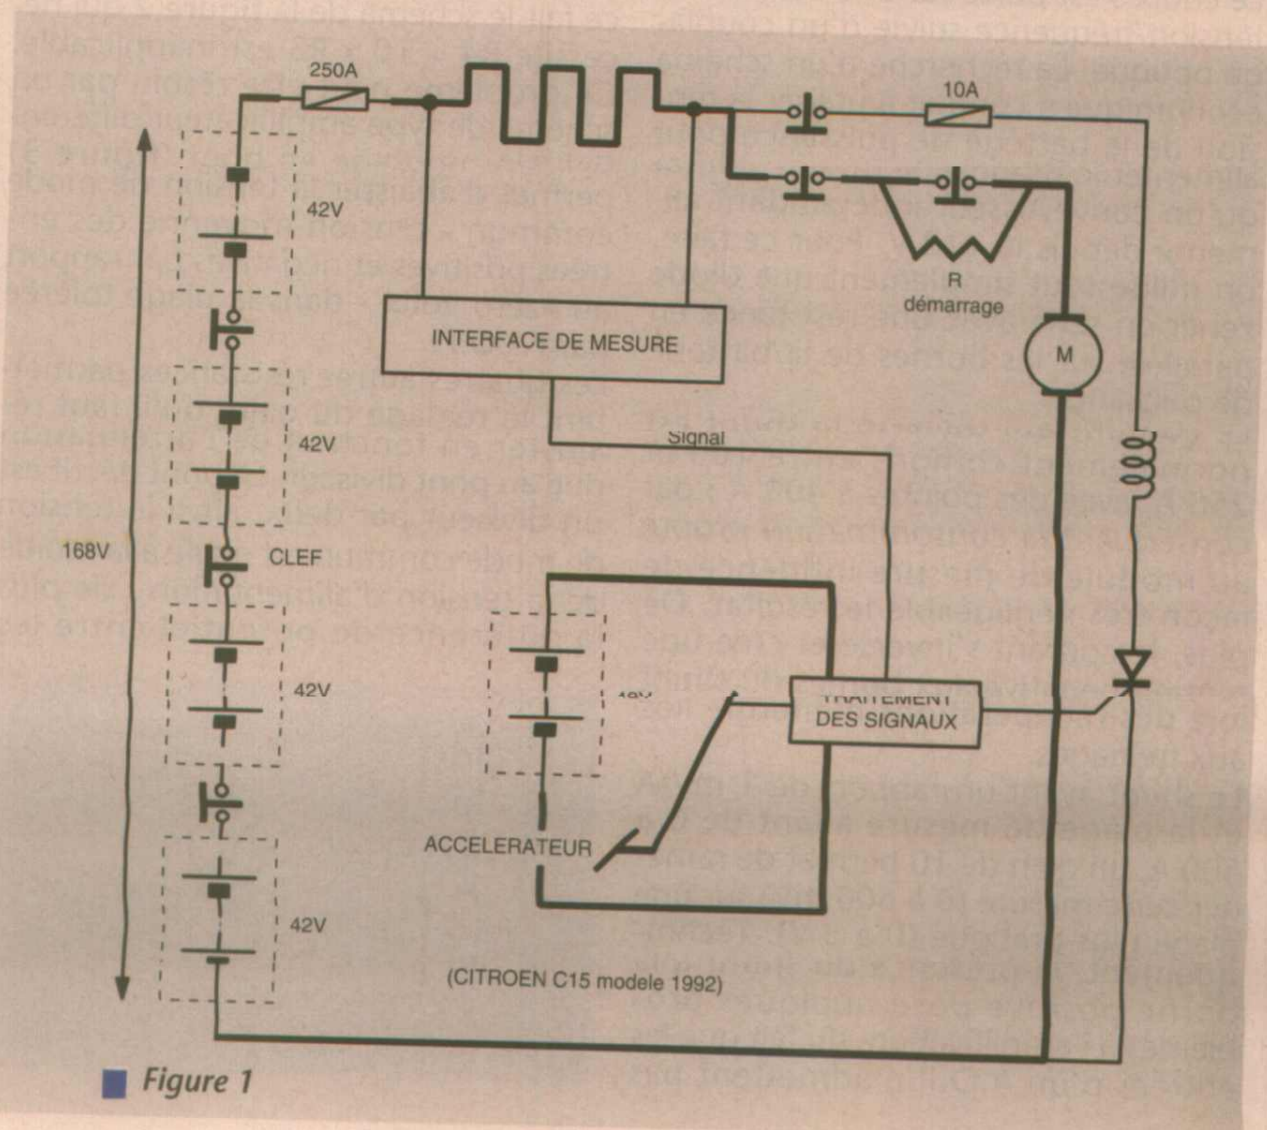 250A
10A
42V
R
démarrage
INTERFACE DE MESURE
M
Signal
42V
168V
CLEF
42V
TRAITEMENT
DES SIGNAUX
ACCELERATEUR
42V
(CITROEN C15 modele 1992)
Figure 1